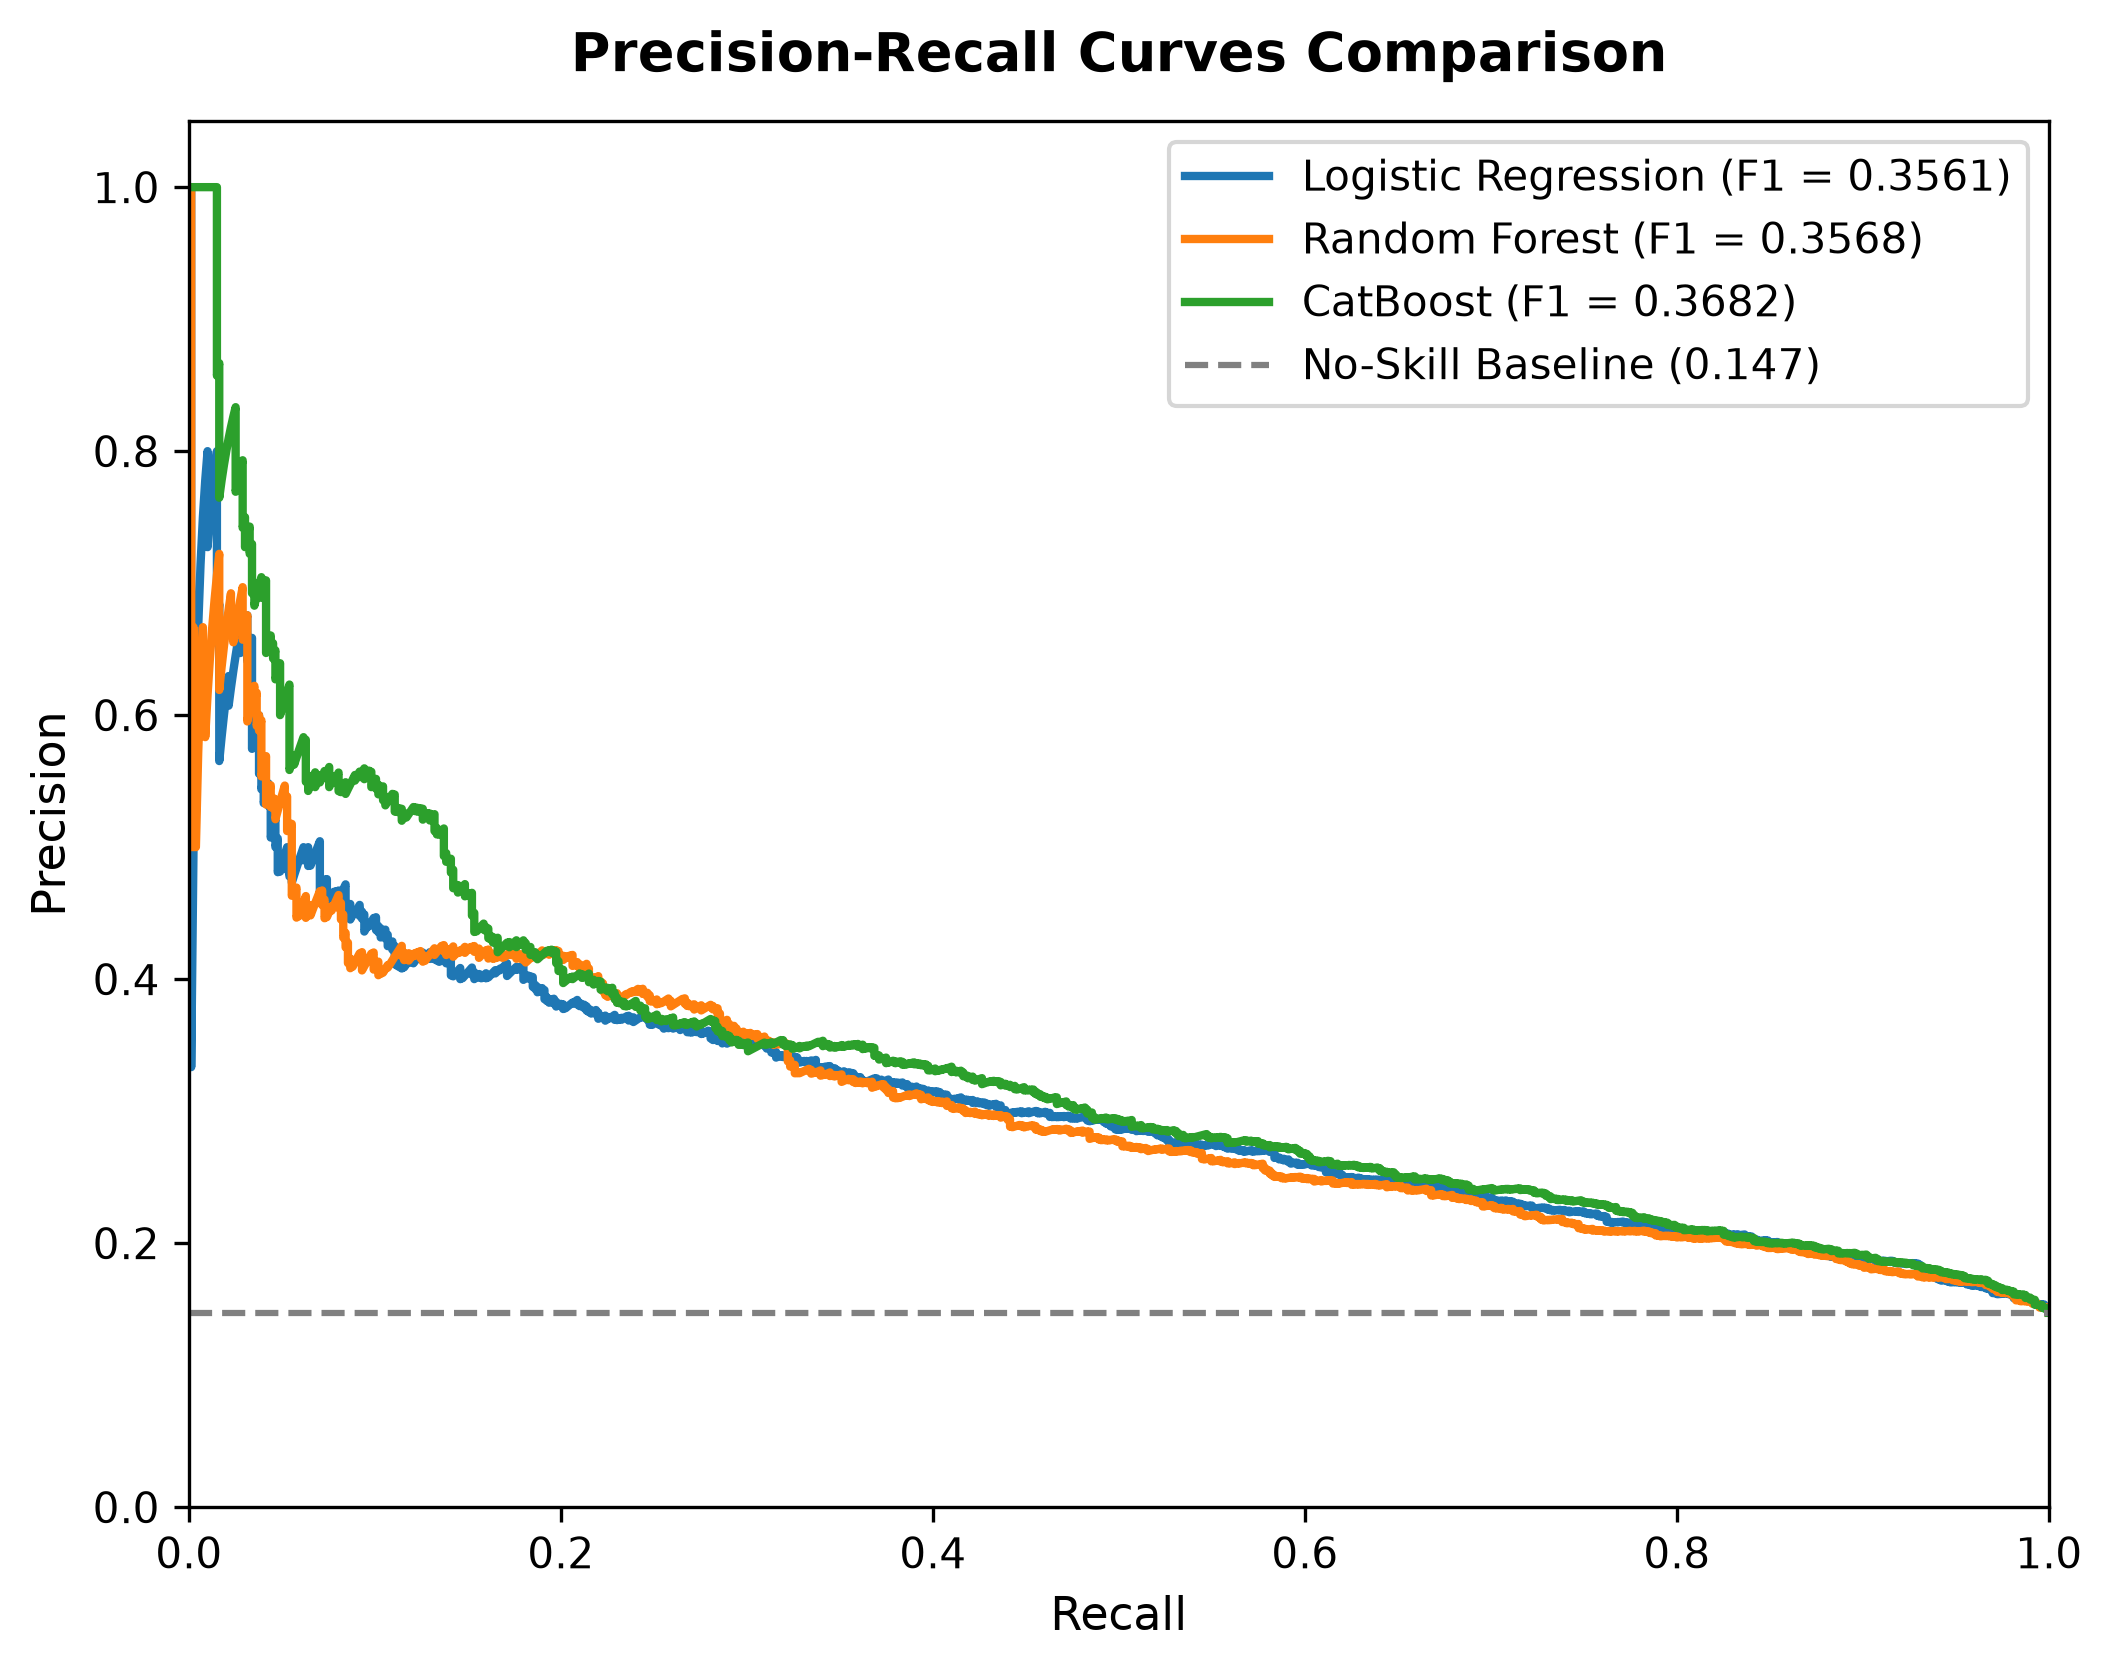 Precision-Recall Curves Comparison
Logistic Regression (F1 = 0.3561)
Random Forest (F1 = 0.3568)
CatBoost (F1 = 0.3682)
No-Skill Baseline (0.147)
Precision
1.0
0.8
0.6
0.4
0.2
0.0
0.0 0.2 0.4 0.6 0.8 1.0
Recall